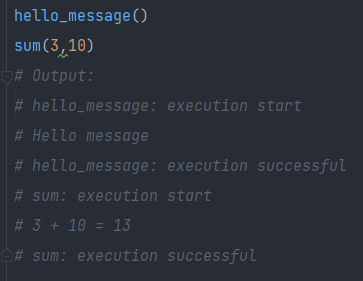 hello_message()
sum(3,10)
# Output:
# hello_message: execution start
# Hello message
# hello_message: execution successful
# sum: execution start
# 3 + 10 = 13
# sum: execution successful